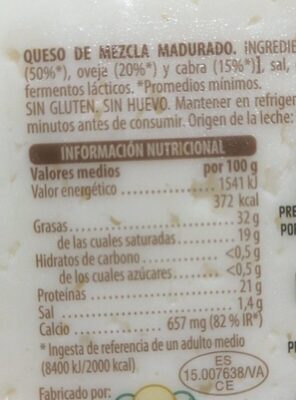 QUESO DE MEZCLA MADURADO. INGREDIE
(50%*), oveja (20%*) y cabra (15%*)], sal,
fermentos lácticos. *Promedios mínimos.
SIN GLUTEN. SIN HUEVO. Mantener en refriger
minutos antes de consumir. Origen de la leche:
INFORMACIÓN NUTRICIONAL
Valores medios por 100 g
Valor energético 1541 kJ
372 kcal
Grasas 32 g
de las cuales saturadas 19 g
Hidratos de carbono <0,5 g
de los cuales azúcares <0,5 g
Proteínas 21 g
Sal 1,4 g
Calcio 657 mg (82 % IR*)
* Ingesta de referencia de un adulto medio
(8400 kJ/2000 kcal)
ES
15.007638/VA
CE
Fabricado por:
PRE